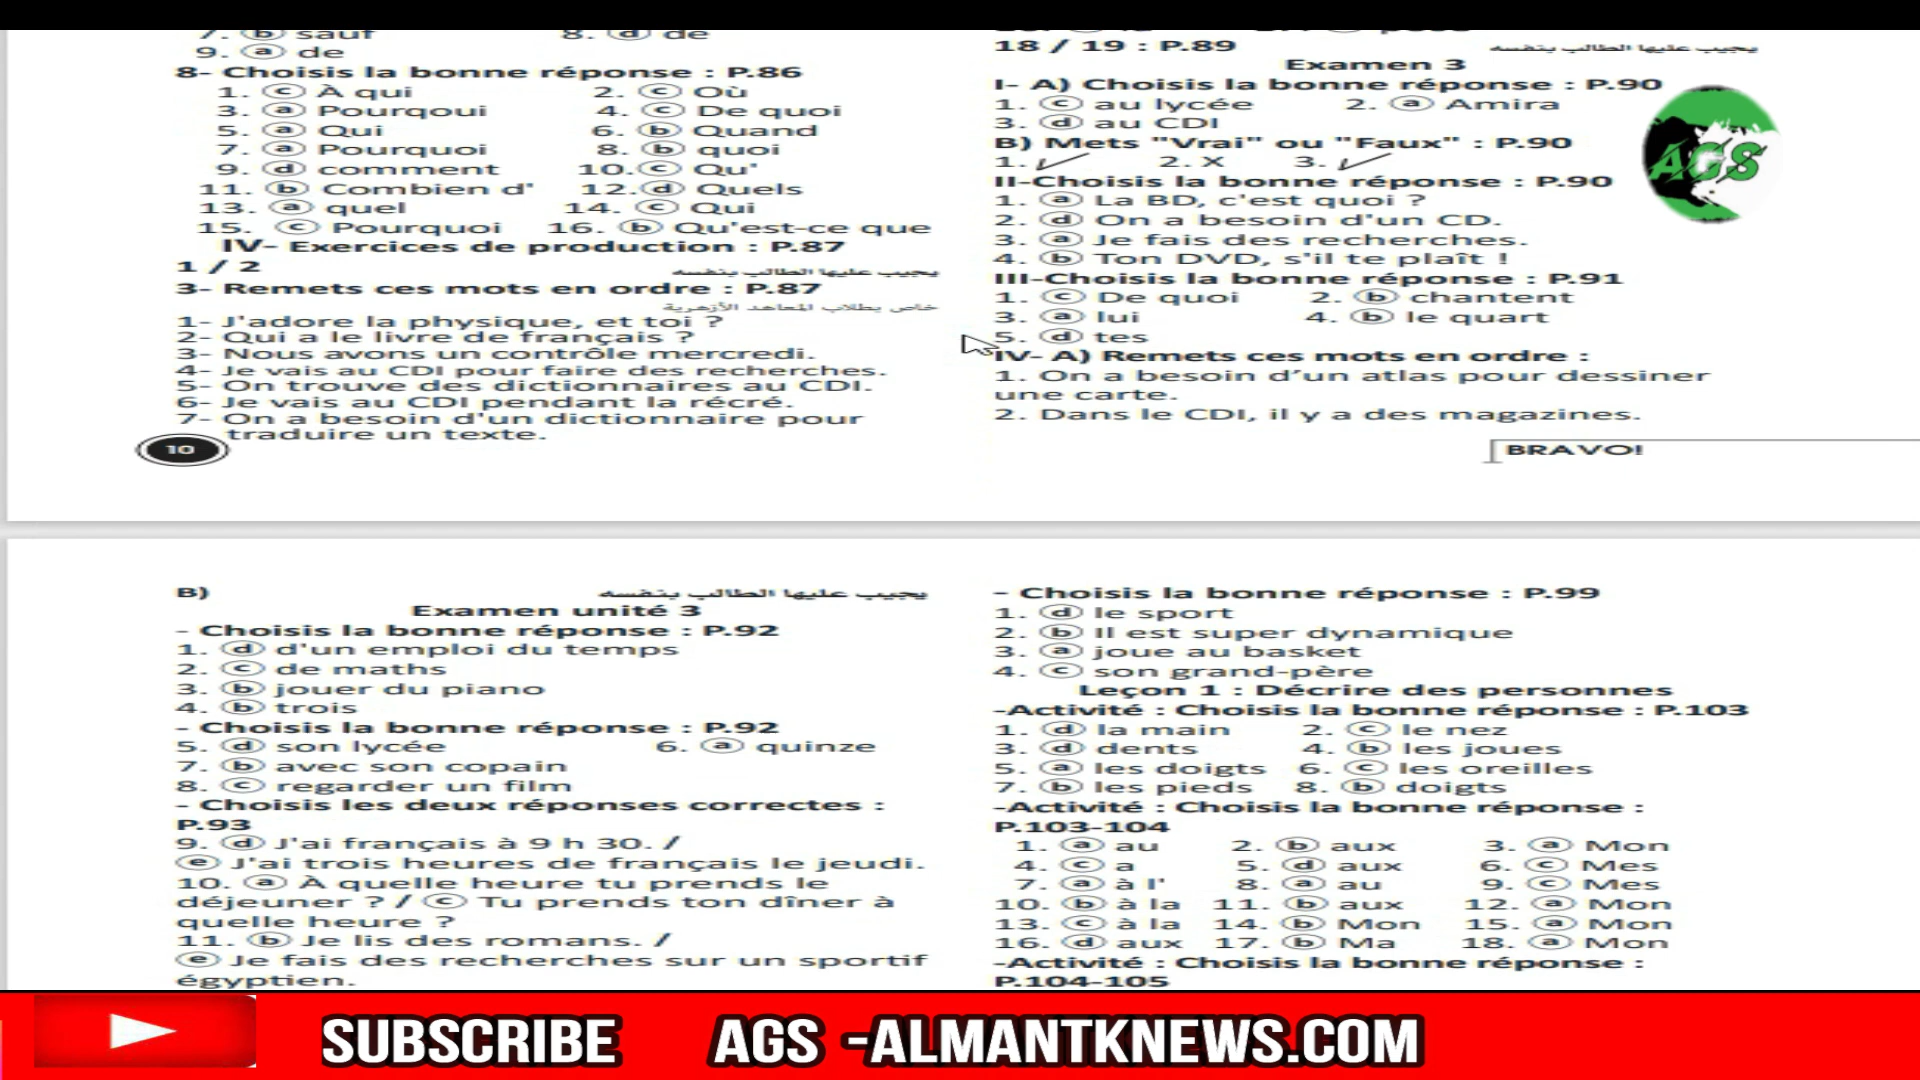 7. ⓑ sauf 8. ⓓ de
9. ⓐ de
8- Choisis la bonne réponse : P.86
1. ⓒ À qui 2. ⓒ Où
3. ⓐ Pourqoui 4. ⓒ De quoi
5. ⓐ Qui 6. ⓑ Quand
7. ⓐ Pourquoi 8. ⓑ quoi
9. ⓓ comment 10.ⓒ Qu'
11. ⓑ Combien d' 12.ⓓ Quels
13. ⓐ quel 14. ⓒ Qui
15. ⓒ Pourquoi 16. ⓑ Qu'est-ce que
IV- Exercices de production : P.87
1 / 2 يجيب عليها الطالب بنفسه
3- Remets ces mots en ordre : P.87
خاص بطلاب المعاهد الأزهرية
1- J'adore la physique, et toi ?
2- Qui a le livre de français ?
3- Nous avons un contrôle mercredi.
4- Je vais au CDI pour faire des recherches.
5- On trouve des dictionnaires au CDI.
6- Je vais au CDI pendant la récré.
7- On a besoin d'un dictionnaire pour
traduire un texte.
10
18 / 19 : P.89 يجيب عليها الطالب بنفسه
Examen 3
I- A) Choisis la bonne réponse : P.90
1. ⓒ au lycée 2. ⓐ Amira
3. ⓓ au CDI
B) Mets "Vrai" ou "Faux" : P.90
1. ✓ 2. X 3. ✓
II-Choisis la bonne réponse : P.90
1. ⓐ La BD, c'est quoi ?
2. ⓓ On a besoin d'un CD.
3. ⓐ Je fais des recherches.
4. ⓑ Ton DVD, s'il te plaît !
III-Choisis la bonne réponse : P.91
1. ⓒ De quoi 2. ⓑ chantent
3. ⓐ lui 4. ⓑ le quart
5. ⓓ tes
IV- A) Remets ces mots en ordre :
1. On a besoin d’un atlas pour dessiner
une carte.
2. Dans le CDI, il y a des magazines.
BRAVO!
AGS
B) يجيب عليها الطالب بنفسه
Examen unité 3
- Choisis la bonne réponse : P.92
1. ⓓ d'un emploi du temps
2. ⓒ de maths
3. ⓑ jouer du piano
4. ⓑ trois
- Choisis la bonne réponse : P.92
5. ⓓ son lycée 6. ⓐ quinze
7. ⓑ avec son copain
8. ⓒ regarder un film
- Choisis les deux réponses correctes :
P.93
9. ⓓ J'ai français à 9 h 30. /
ⓔ J'ai trois heures de français le jeudi.
10. ⓐ À quelle heure tu prends le
déjeuner ? / ⓒ Tu prends ton dîner à
quelle heure ?
11. ⓑ Je lis des romans. /
ⓔ Je fais des recherches sur un sportif
égyptien.
- Choisis la bonne réponse : P.99
1. ⓓ le sport
2. ⓑ Il est super dynamique
3. ⓐ joue au basket
4. ⓒ son grand-père
Leçon 1 : Décrire des personnes
-Activité : Choisis la bonne réponse : P.103
1. ⓓ la main 2. ⓒ le nez
3. ⓓ dents 4. ⓑ les joues
5. ⓐ les doigts 6. ⓒ les oreilles
7. ⓑ les pieds 8. ⓑ doigts
-Activité : Choisis la bonne réponse :
P.103-104
1. ⓐ au 2. ⓑ aux 3. ⓐ Mon
4. ⓒ a 5. ⓓ aux 6. ⓒ Mes
7. ⓐ à l' 8. ⓐ au 9. ⓒ Mes
10. ⓑ à la 11. ⓑ aux 12. ⓐ Mon
13. ⓒ à la 14. ⓑ Mon 15. ⓐ Mon
16. ⓓ aux 17. ⓑ Ma 18. ⓐ Mon
-Activité : Choisis la bonne réponse :
P.104-105
SUBSCRIBE AGS -ALMANTKNEWS.COM